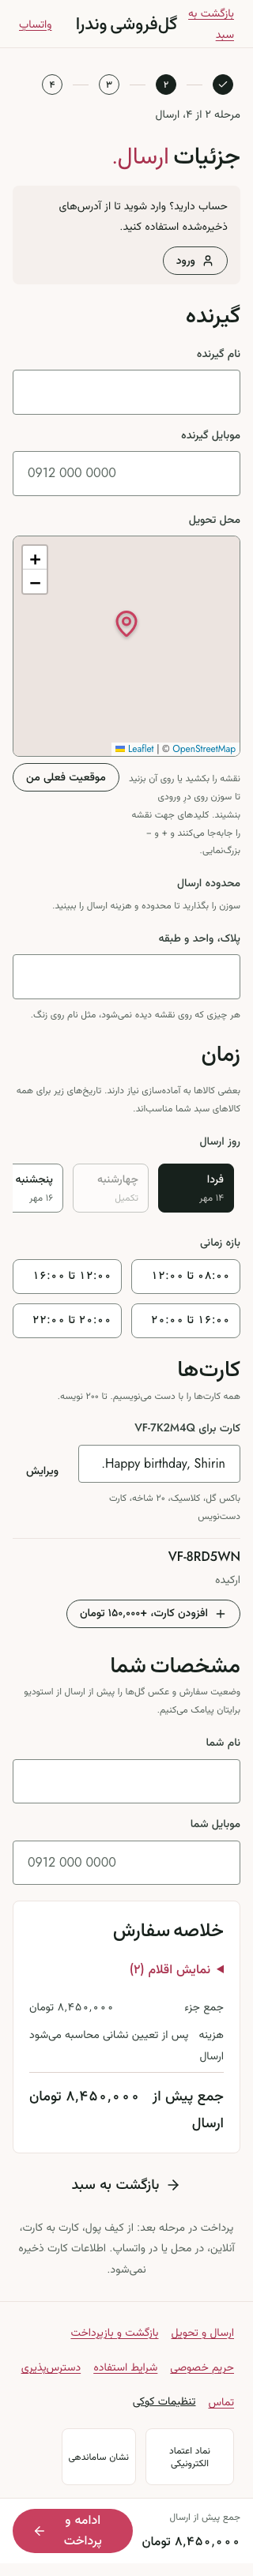 بازگشت به سبد
گل‌فروشی وندرا
واتساپ
۲
۳
۴
مرحله ۲ از ۴، ارسال
جزئیات ارسال.
حساب دارید؟ وارد شوید تا از آدرس‌های
ذخیره‌شده استفاده کنید.
ورود
گیرنده
نام گیرنده
موبایل گیرنده
0912 000 0000
محل تحویل
+
−
Leaflet | © OpenStreetMap
نقشه را بکشید یا روی آن بزنید
تا سوزن روی درِ ورودی
بنشیند. کلیدهای جهت نقشه
را جابه‌جا می‌کنند و + و −
بزرگ‌نمایی.
موقعیت فعلی من
محدوده ارسال
سوزن را بگذارید تا محدوده و هزینه ارسال را ببینید.
پلاک، واحد و طبقه
هر چیزی که روی نقشه دیده نمی‌شود، مثل نام روی زنگ.
زمان
بعضی کالاها به آماده‌سازی نیاز دارند. تاریخ‌های زیر برای همه
کالاهای سبد شما مناسب‌اند.
روز ارسال
فردا
۱۴ مهر
چهارشنبه
تکمیل
پنجشنبه
۱۶ مهر
بازه زمانی
۰۸:۰۰ تا ۱۲:۰۰
۱۲:۰۰ تا ۱۶:۰۰
۱۶:۰۰ تا ۲۰:۰۰
۲۰:۰۰ تا ۲۲:۰۰
کارت‌ها
همه کارت‌ها را با دست می‌نویسیم. تا ۲۰۰ نویسه.
کارت برای VF-7K2M4Q
Happy birthday, Shirin.
ویرایش
باکس گل، کلاسیک، ۲۰ شاخه، کارت
دست‌نویس
VF-8RD5WN
ارکیده
افزودن کارت، +۱۵۰,۰۰۰ تومان
مشخصات شما
وضعیت سفارش و عکس گل‌ها را پیش از ارسال از استودیو
برایتان پیامک می‌کنیم.
نام شما
موبایل شما
0912 000 0000
خلاصه سفارش
نمایش اقلام (۲)
جمع جزء
۸,۴۵۰,۰۰۰ تومان
هزینه ارسال
پس از تعیین نشانی محاسبه می‌شود
جمع پیش از ارسال
۸,۴۵۰,۰۰۰ تومان
بازگشت به سبد
پرداخت در مرحله بعد: از کیف پول، کارت به کارت،
آنلاین، در محل یا در واتساپ. اطلاعات کارت ذخیره
نمی‌شود.
ارسال و تحویل
بازگشت و بازپرداخت
حریم خصوصی
شرایط استفاده
دسترس‌پذیری
تماس
تنظیمات کوکی
نماد اعتماد
الکترونیکی
نشان ساماندهی
جمع پیش از ارسال
۸,۴۵۰,۰۰۰ تومان
ادامه و
پرداخت